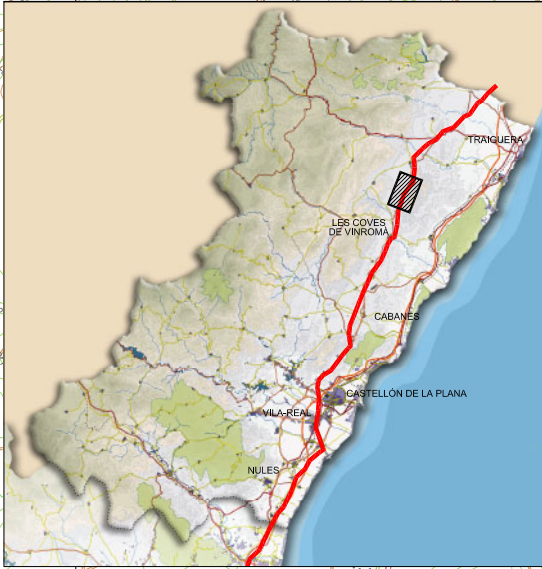 TRAIGUERA
LES COVES
DE VINROMÀ
CABANES
CASTELLÓN DE LA PLANA
VILA-REAL
NULES